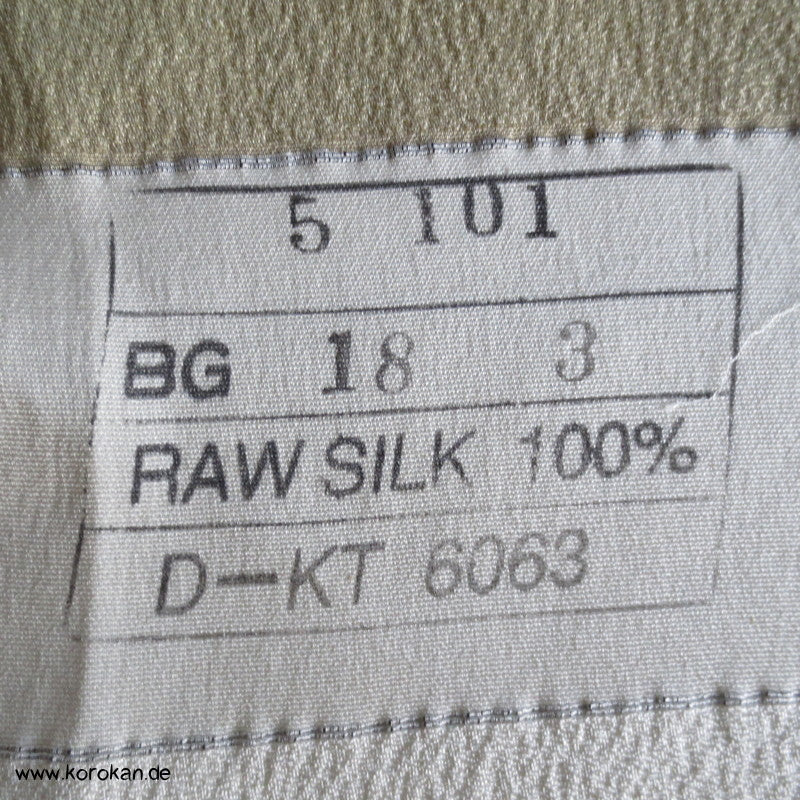 5 101
BG 18 3
RAW SILK 100%
D-KT 6063
www.korokan.de